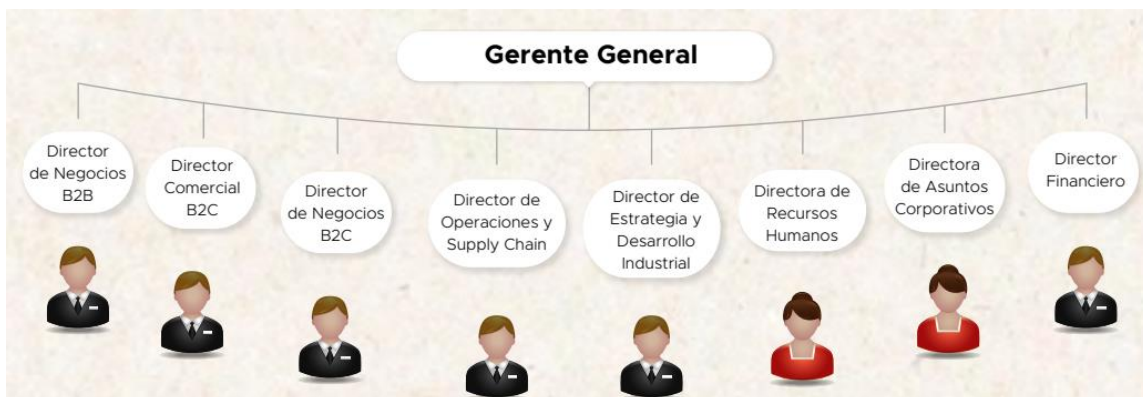 Gerente General
Director
de Negocios
B2B
Director
Comercial
B2C
Director
de Negocios
B2C
Director de
Operaciones y
Supply Chain
Director de
Estrategia y
Desarrollo
Industrial
Directora de
Recursos
Humanos
Directora
de Asuntos
Corporativos
Director
Financiero